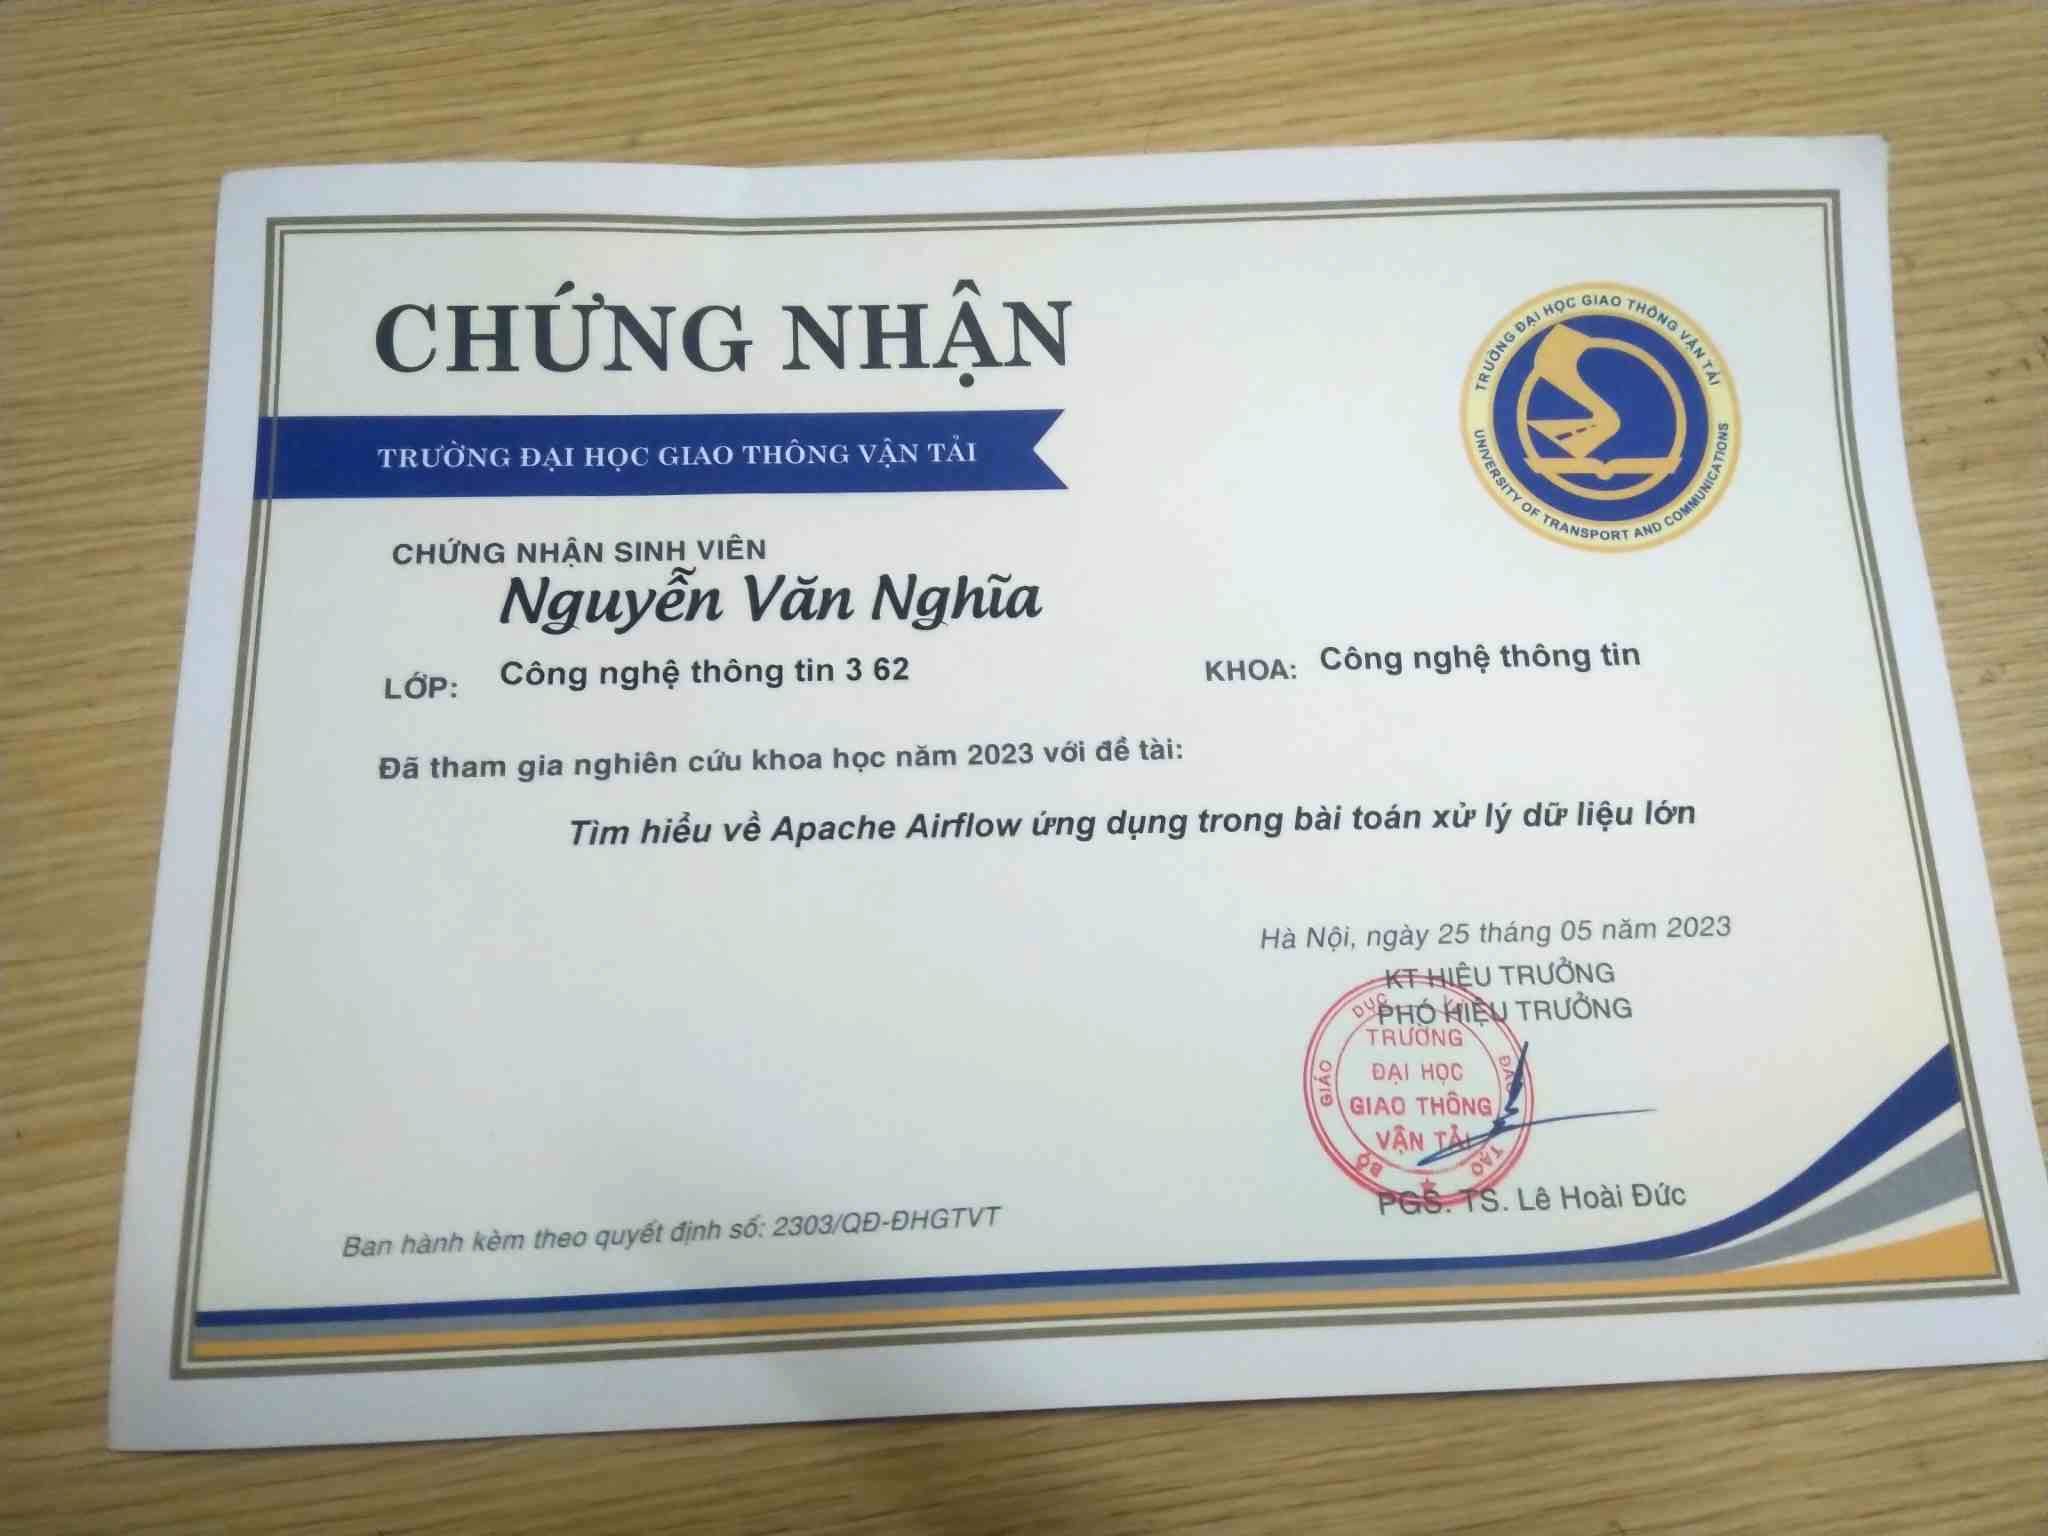 CHỨNG NHẬN
TRƯỜNG ĐẠI HỌC GIAO THÔNG VẬN TẢI
UNIVERSITY OF TRANSPORT AND COMMUNICATIONS
TRƯỜNG ĐẠI HỌC GIAO THÔNG VẬN TẢI
CHỨNG NHẬN SINH VIÊN
Nguyễn Văn Nghĩa
LỚP: Công nghệ thông tin 3 62 KHOA: Công nghệ thông tin
Đã tham gia nghiên cứu khoa học năm 2023 với đề tài:
Tìm hiểu về Apache Airflow ứng dụng trong bài toán xử lý dữ liệu lớn
Hà Nội, ngày 25 tháng 05 năm 2023
KT HIỆU TRƯỞNG
PHÓ HIỆU TRƯỞNG
BỘ GIÁO DỤC VÀ ĐÀO TẠO
TRƯỜNG
ĐẠI HỌC
GIAO THÔNG
VẬN TẢI
PGS. TS. Lê Hoài Đức
Ban hành kèm theo quyết định số: 2303/QĐ-ĐHGTVT